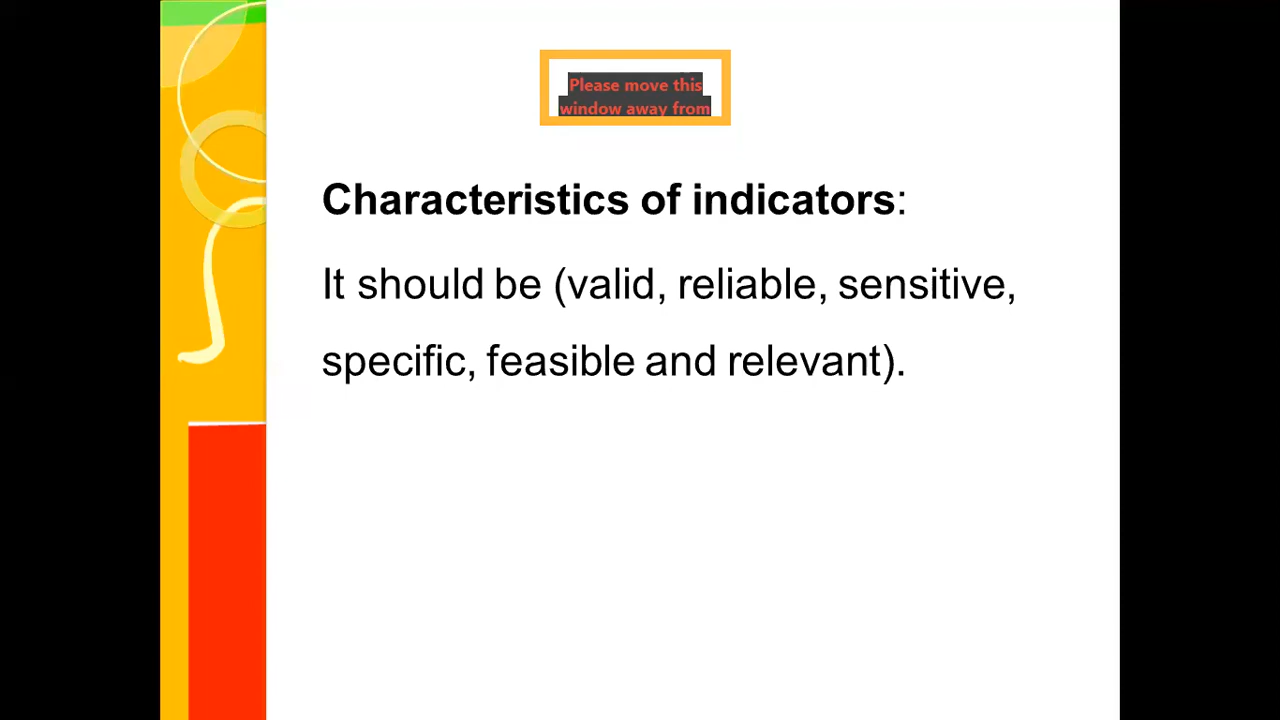 Please move this
window away from
Characteristics of indicators:
It should be (valid, reliable, sensitive,
specific, feasible and relevant).